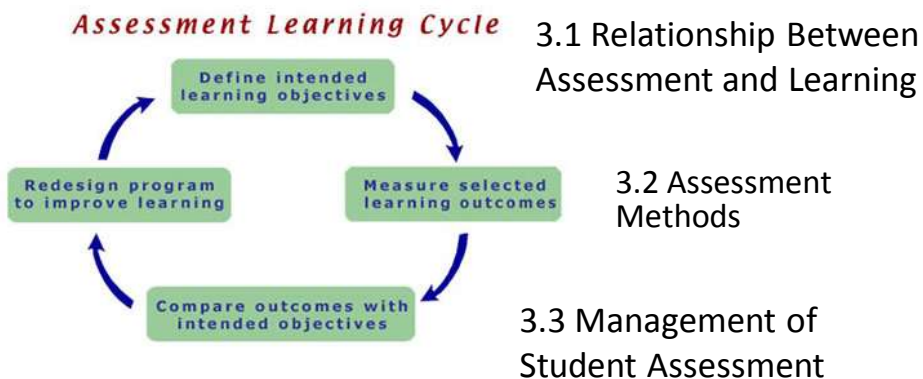 Assessment Learning Cycle
3.1 Relationship Between
Assessment and Learning
Define intended
learning objectives
Redesign program
to improve learning
Measure selected
learning outcomes
3.2 Assessment
Methods
Compare outcomes with
intended objectives
3.3 Management of
Student Assessment